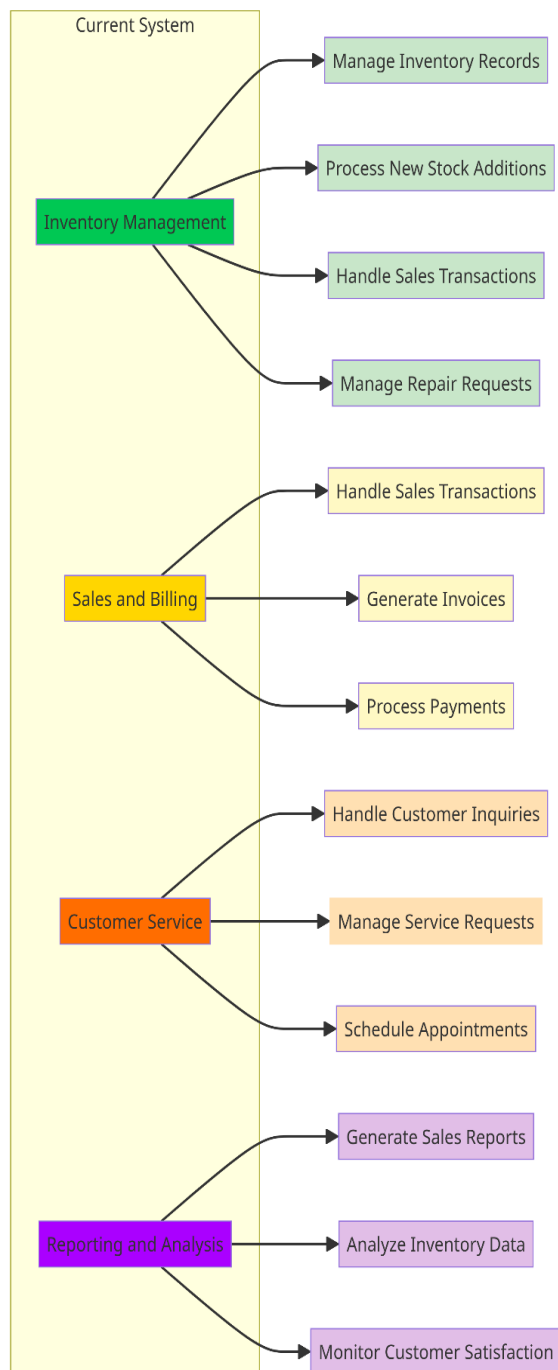 Current System
Manage Inventory Records
Process New Stock Additions
Inventory Management
Handle Sales Transactions
Manage Repair Requests
Handle Sales Transactions
Sales and Billing
Generate Invoices
Process Payments
Handle Customer Inquiries
Customer Service
Manage Service Requests
Schedule Appointments
Generate Sales Reports
Reporting and Analysis
Analyze Inventory Data
Monitor Customer Satisfaction